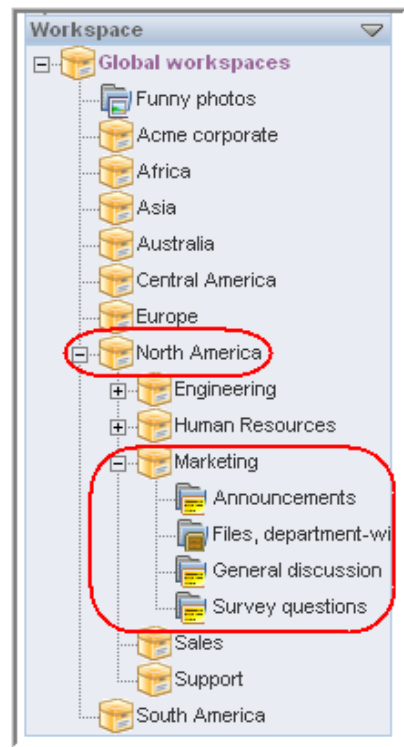 Workspace
Global workspaces
Funny photos
Acme corporate
Africa
Asia
Australia
Central America
Europe
North America
Engineering
Human Resources
Marketing
Announcements
Files, department-wi
General discussion
Survey questions
Sales
Support
South America